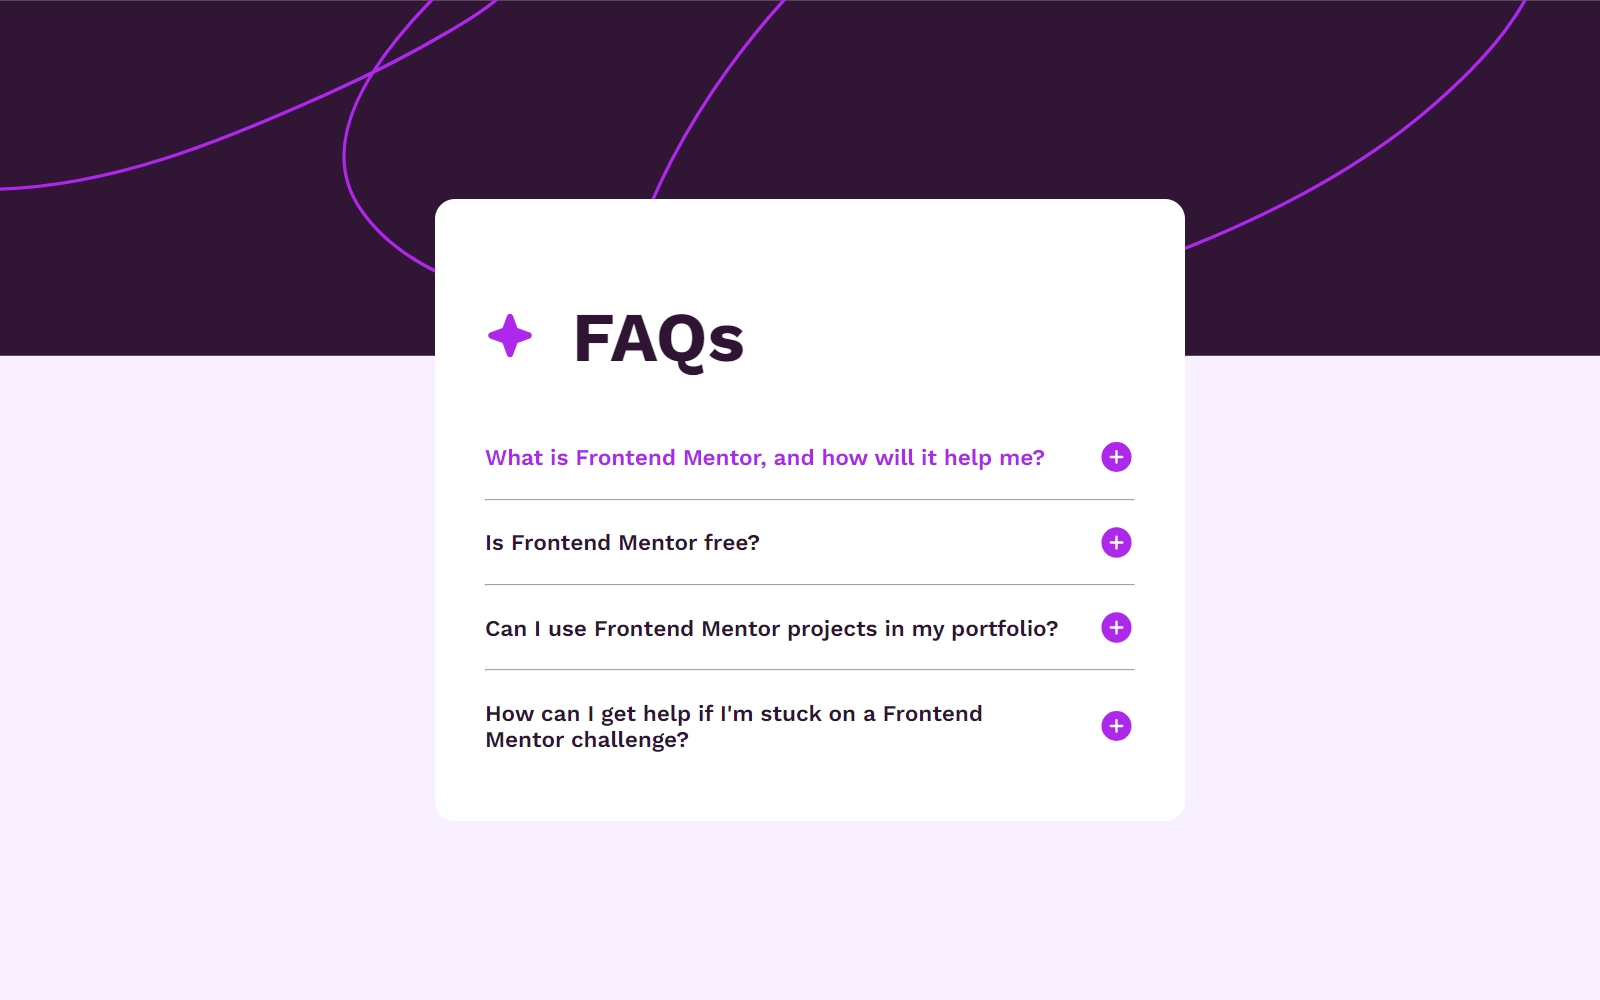 FAQs
What is Frontend Mentor, and how will it help me?
Is Frontend Mentor free?
Can I use Frontend Mentor projects in my portfolio?
How can I get help if I'm stuck on a Frontend
Mentor challenge?